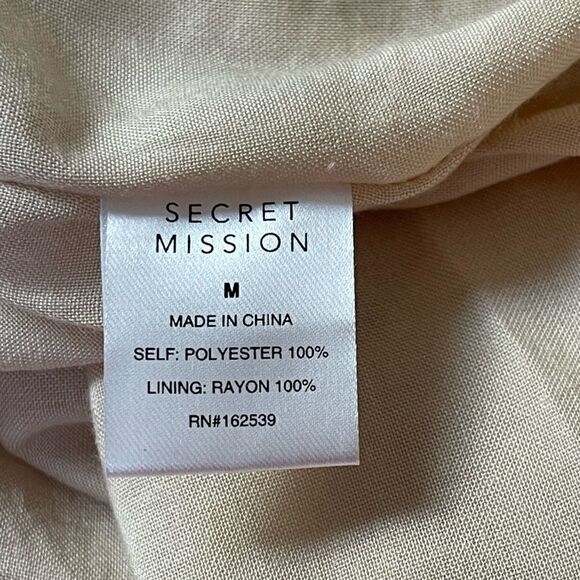 SECRET
MISSION
M
MADE IN CHINA
SELF: POLYESTER 100%
LINING: RAYON 100%
RN#162539